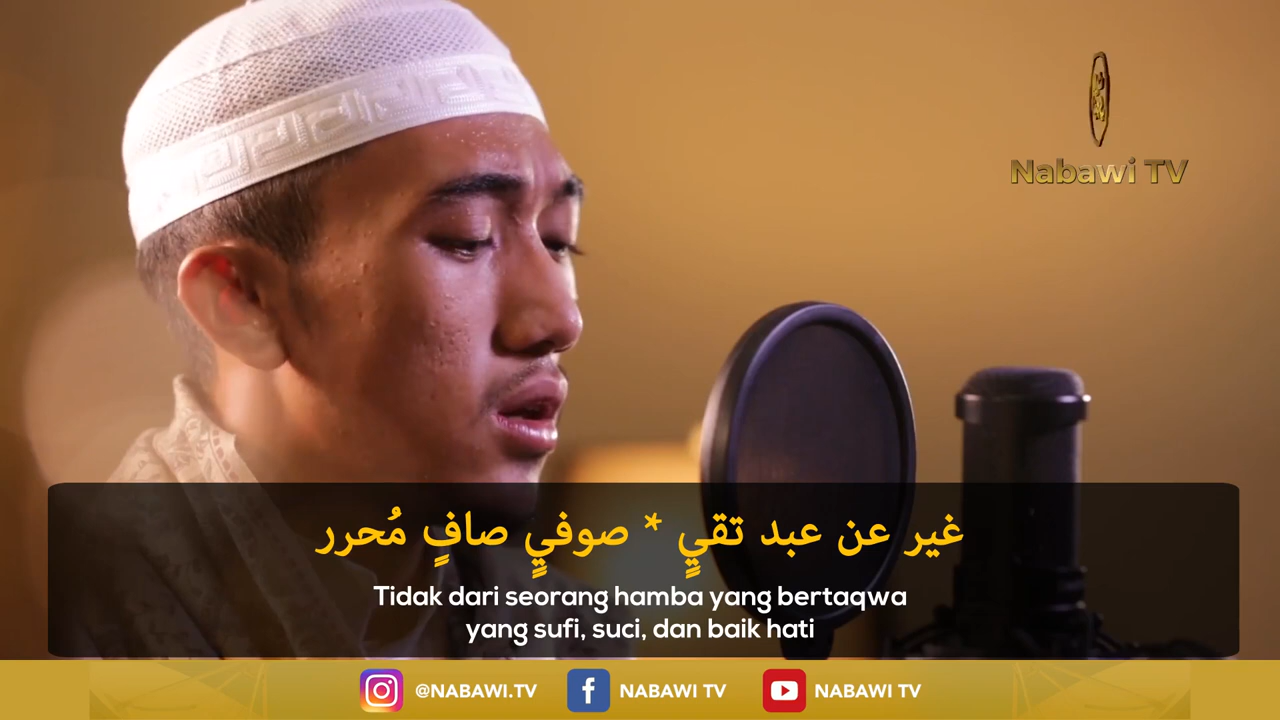 Nabawi TV
غير عن عبد تقيٍ * صوفيٍ صافٍ مُحرر
Tidak dari seorang hamba yang bertaqwa
yang sufi, suci, dan baik hati
@NABAWI.TV NABAWI TV NABAWI TV